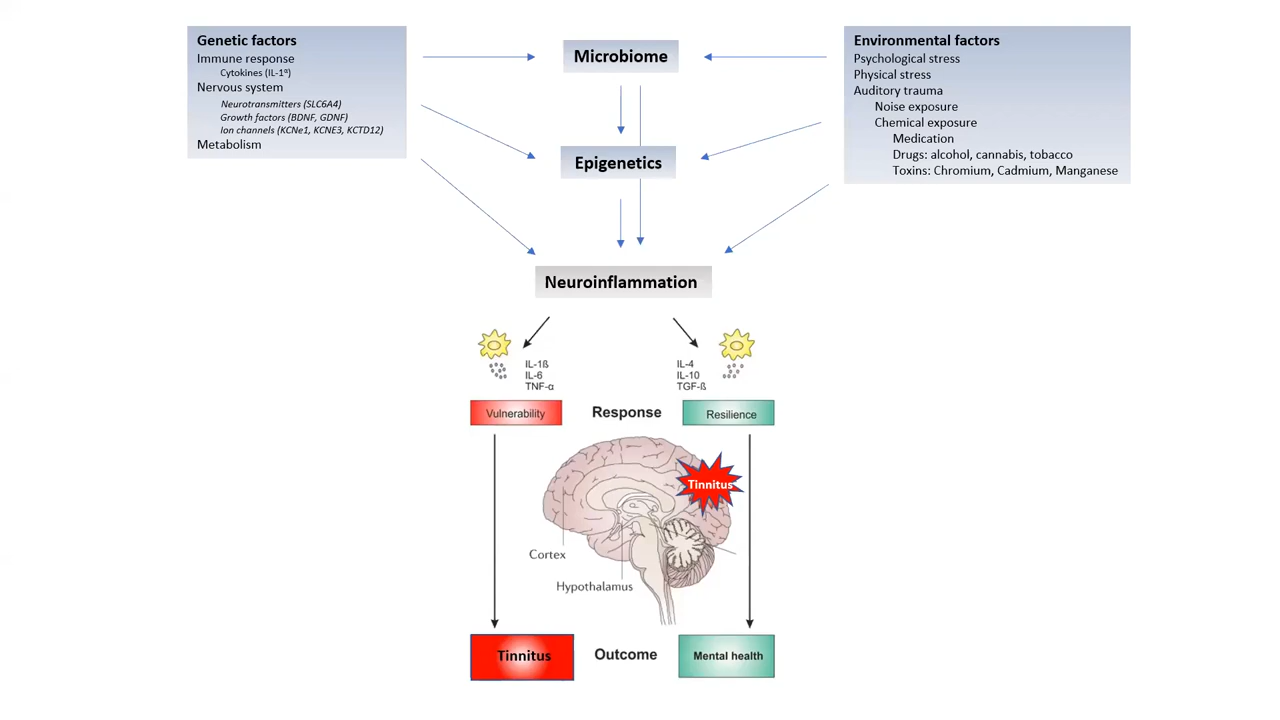 Genetic factors
Immune response
Cytokines (IL-1ª)
Nervous system
Neurotransmitters (SLC6A4)
Growth factors (BDNF, GDNF)
Ion channels (KCNe1, KCNE3, KCTD12)
Metabolism
Microbiome
Environmental factors
Psychological stress
Physical stress
Auditory trauma
Noise exposure
Chemical exposure
Medication
Drugs: alcohol, cannabis, tobacco
Toxins: Chromium, Cadmium, Manganese
Epigenetics
Neuroinflammation
IL-1ß
IL-6
TNF-α
IL-4
IL-10
TGF-ß
Vulnerability
Response
Resilience
Tinnitus
Cortex
Hypothalamus
Tinnitus
Outcome
Mental health